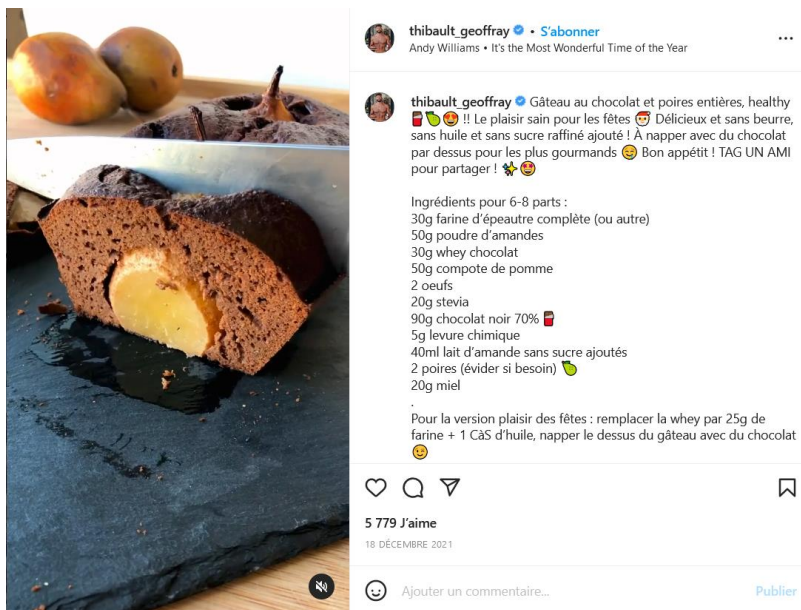 thibault_geoffray • S'abonner
Andy Williams • It's the Most Wonderful Time of the Year
thibault_geoffray Gâteau au chocolat et poires entières, healthy
🍫🍐😍 !! Le plaisir sain pour les fêtes 🎅 Délicieux et sans beurre,
sans huile et sans sucre raffiné ajouté ! À napper avec du chocolat
par dessus pour les plus gourmands 😉 Bon appétit ! TAG UN AMI
pour partager ! ✨🤩
Ingrédients pour 6-8 parts :
30g farine d'épeautre complète (ou autre)
50g poudre d'amandes
30g whey chocolat
50g compote de pomme
2 oeufs
20g stevia
90g chocolat noir 70% 🍫
5g levure chimique
40ml lait d'amande sans sucre ajoutés
2 poires (évider si besoin) 🍐
20g miel
.
Pour la version plaisir des fêtes : remplacer la whey par 25g de
farine + 1 CàS d'huile, napper le dessus du gâteau avec du chocolat
😉
5 779 J'aime
18 DÉCEMBRE 2021
Ajouter un commentaire... Publier